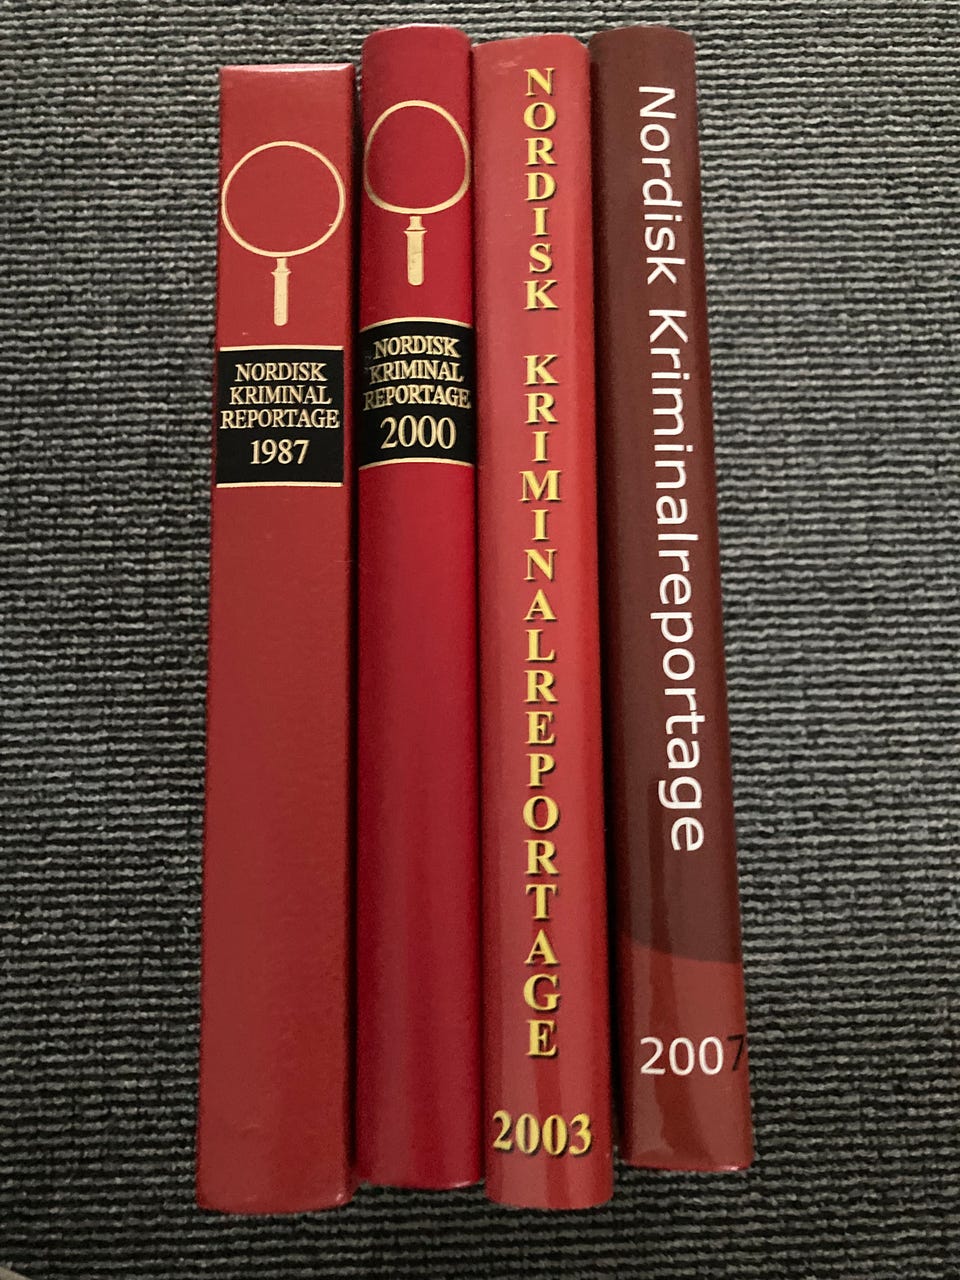 NORDISK
KRIMINAL
REPORTAGE
1987
NORDISK
KRIMINAL
REPORTAGE
2000
NORDISK KRIMINALREPORTAGE
2003
Nordisk Kriminalreportage
2007